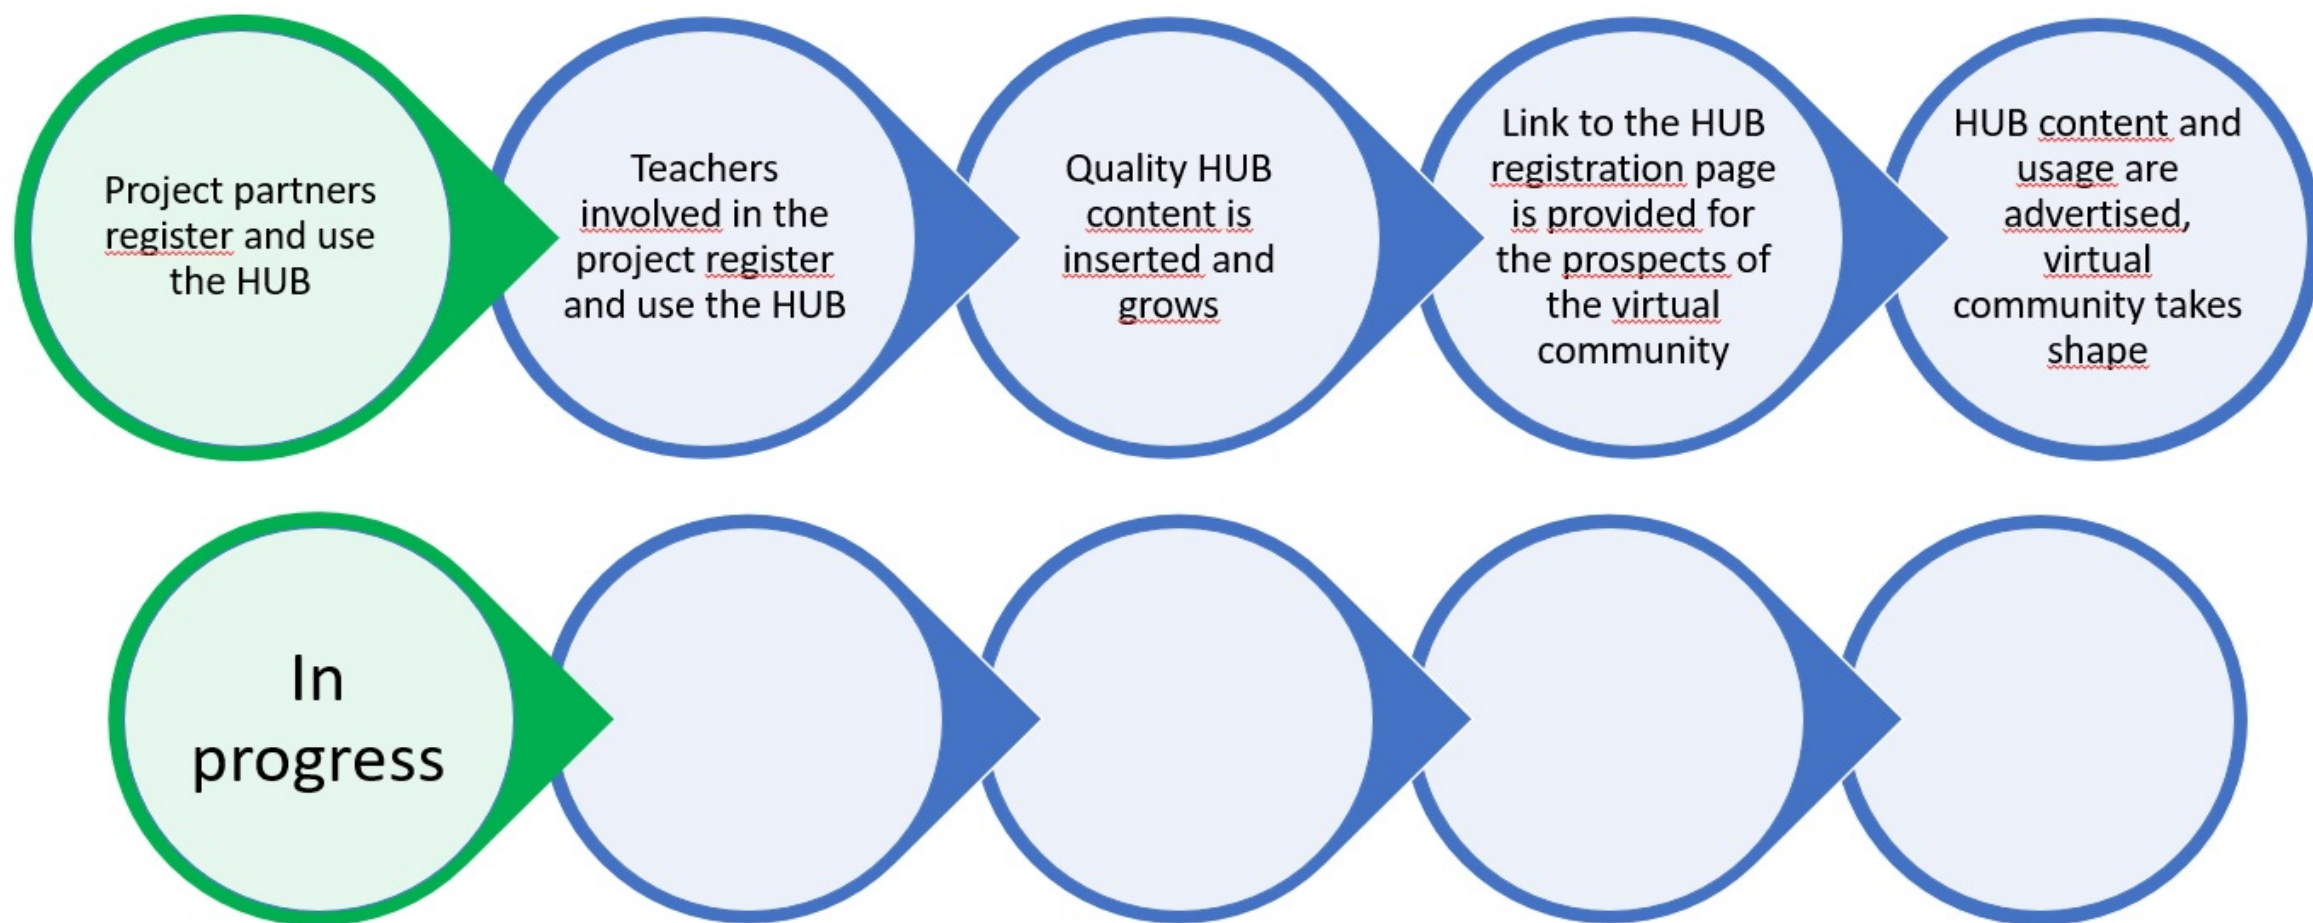 Project partners
register and use
the HUB
Teachers
involved in the
project register
and use the HUB
Quality HUB
content is
inserted and
grows
Link to the HUB
registration page
is provided for
the prospects of
the virtual
community
HUB content and
usage are
advertised,
virtual
community takes
shape
In
progress